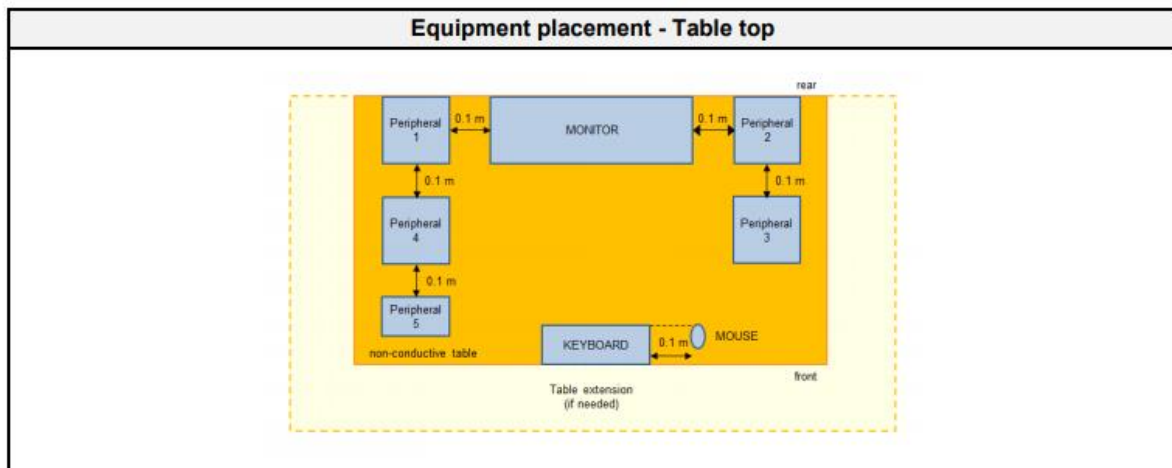 Equipment placement - Table top
rear
Peripheral
1
0.1 m
MONITOR
0.1 m
Peripheral
2
0.1 m
0.1 m
Peripheral
4
Peripheral
3
0.1 m
Peripheral
5
KEYBOARD
0.1 m
MOUSE
non-conductive table
front
Table extension
(if needed)